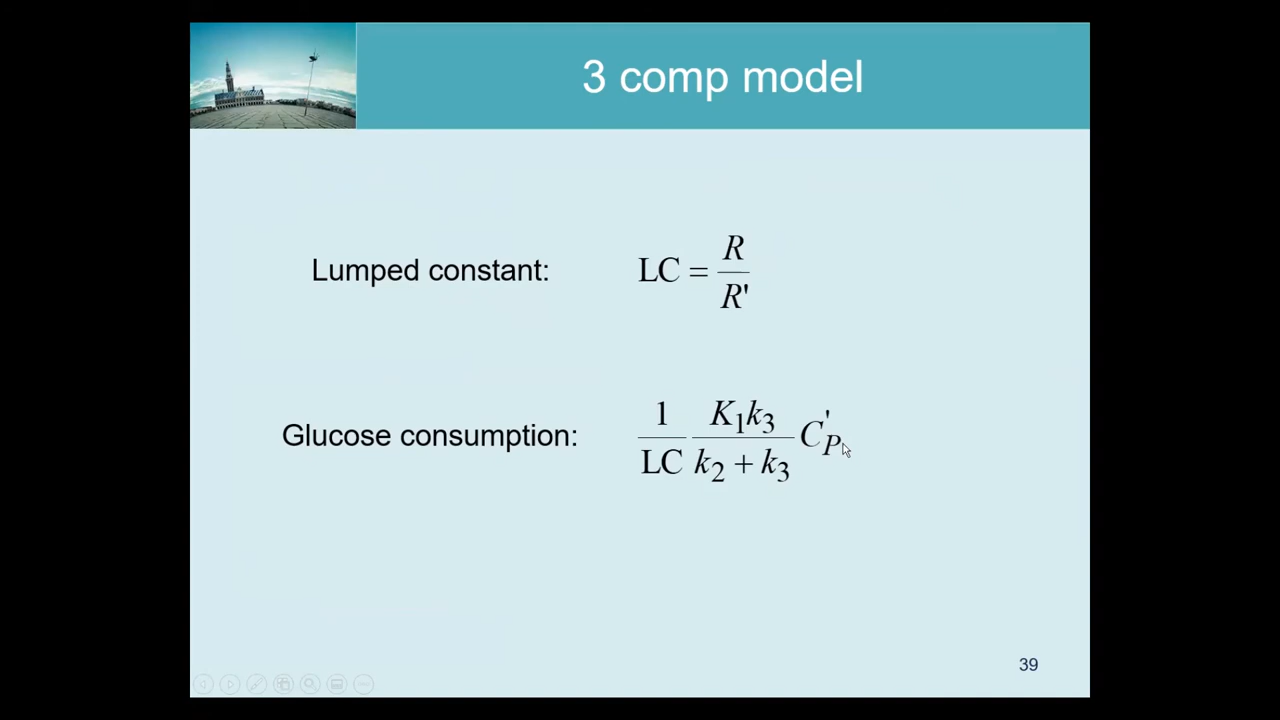 3 comp model
Lumped constant: LC = R / R'
Glucose consumption: 1 / LC K₁k₃ / k₂ + k₃ C'ₚ
39